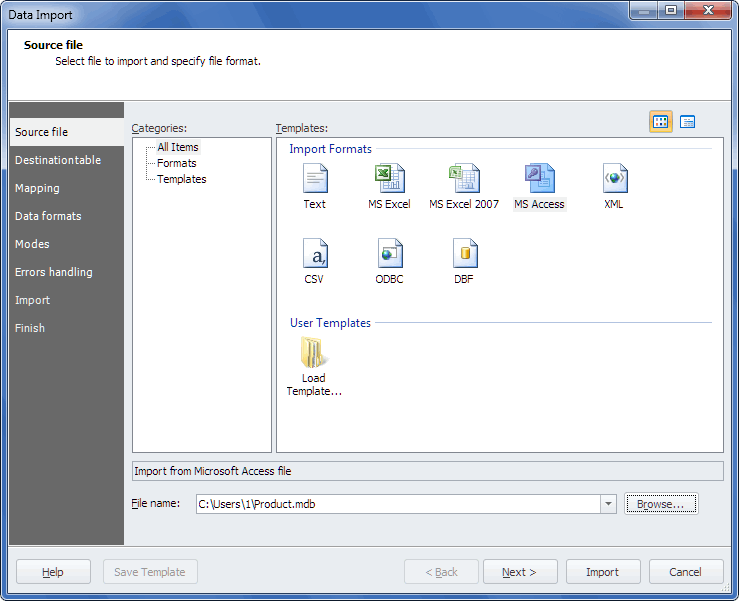 Data Import
Source file
Select file to import and specify file format.
Source file
Destinationtable
Mapping
Data formats
Modes
Errors handling
Import
Finish
Categories:
All Items
Formats
Templates
Templates:
Import Formats
Text
MS Excel
MS Excel 2007
MS Access
XML
CSV
ODBC
DBF
User Templates
Load
Template...
Import from Microsoft Access file
File name:
C:\Users\1\Product.mdb
Browse...
Help
Save Template
< Back
Next >
Import
Cancel